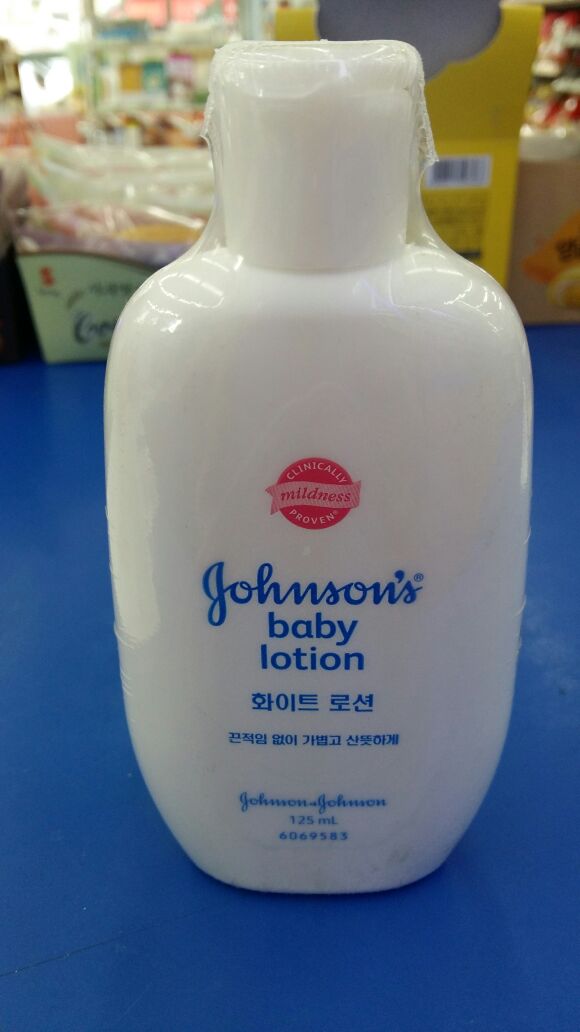 CLINICALLY
mildness
PROVEN®
Johnson's®
baby
lotion
화이트 로션
끈적임 없이 가볍고 산뜻하게
Johnson & Johnson
125 mL
6069583